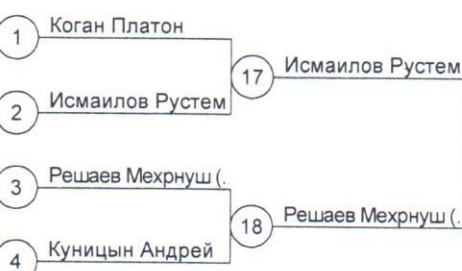 1 Коган Платон
17 Исмаилов Рустем
2 Исмаилов Рустем
3 Решаев Мехрнуш (.
18 Решаев Мехрнуш (.
4 Куницын Андрей